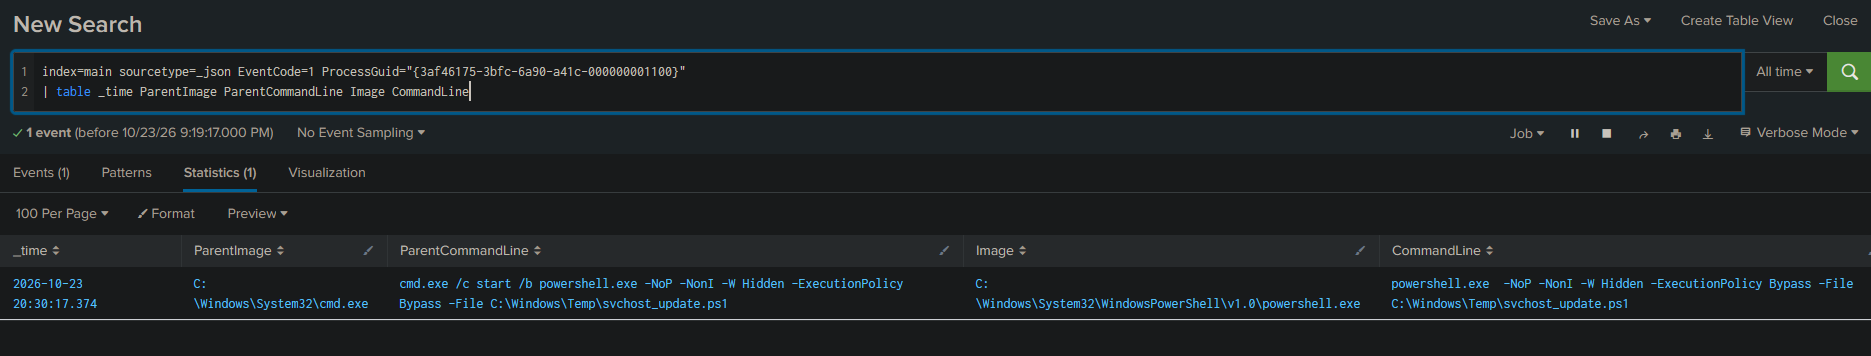 New Search
Save As ▾ Create Table View Close
1 index=main sourcetype=_json EventCode=1 ProcessGuid="{3af46175-3bfc-6a90-a41c-000000001100}"
2 | table _time ParentImage ParentCommandLine Image CommandLine
All time ▾
✓ 1 event (before 10/23/26 9:19:17.000 PM) No Event Sampling ▾
Job ▾ Verbose Mode ▾
Events (1) Patterns Statistics (1) Visualization
100 Per Page ▾ Format Preview ▾
_time ParentImage ParentCommandLine Image CommandLine
2026-10-23 C: cmd.exe /c start /b powershell.exe -NoP -NonI -W Hidden -ExecutionPolicy C: powershell.exe  -NoP -NonI -W Hidden -ExecutionPolicy Bypass -File
20:30:17.374 \Windows\System32\cmd.exe Bypass -File C:\Windows\Temp\svchost_update.ps1 \Windows\System32\WindowsPowerShell\v1.0\powershell.exe C:\Windows\Temp\svchost_update.ps1